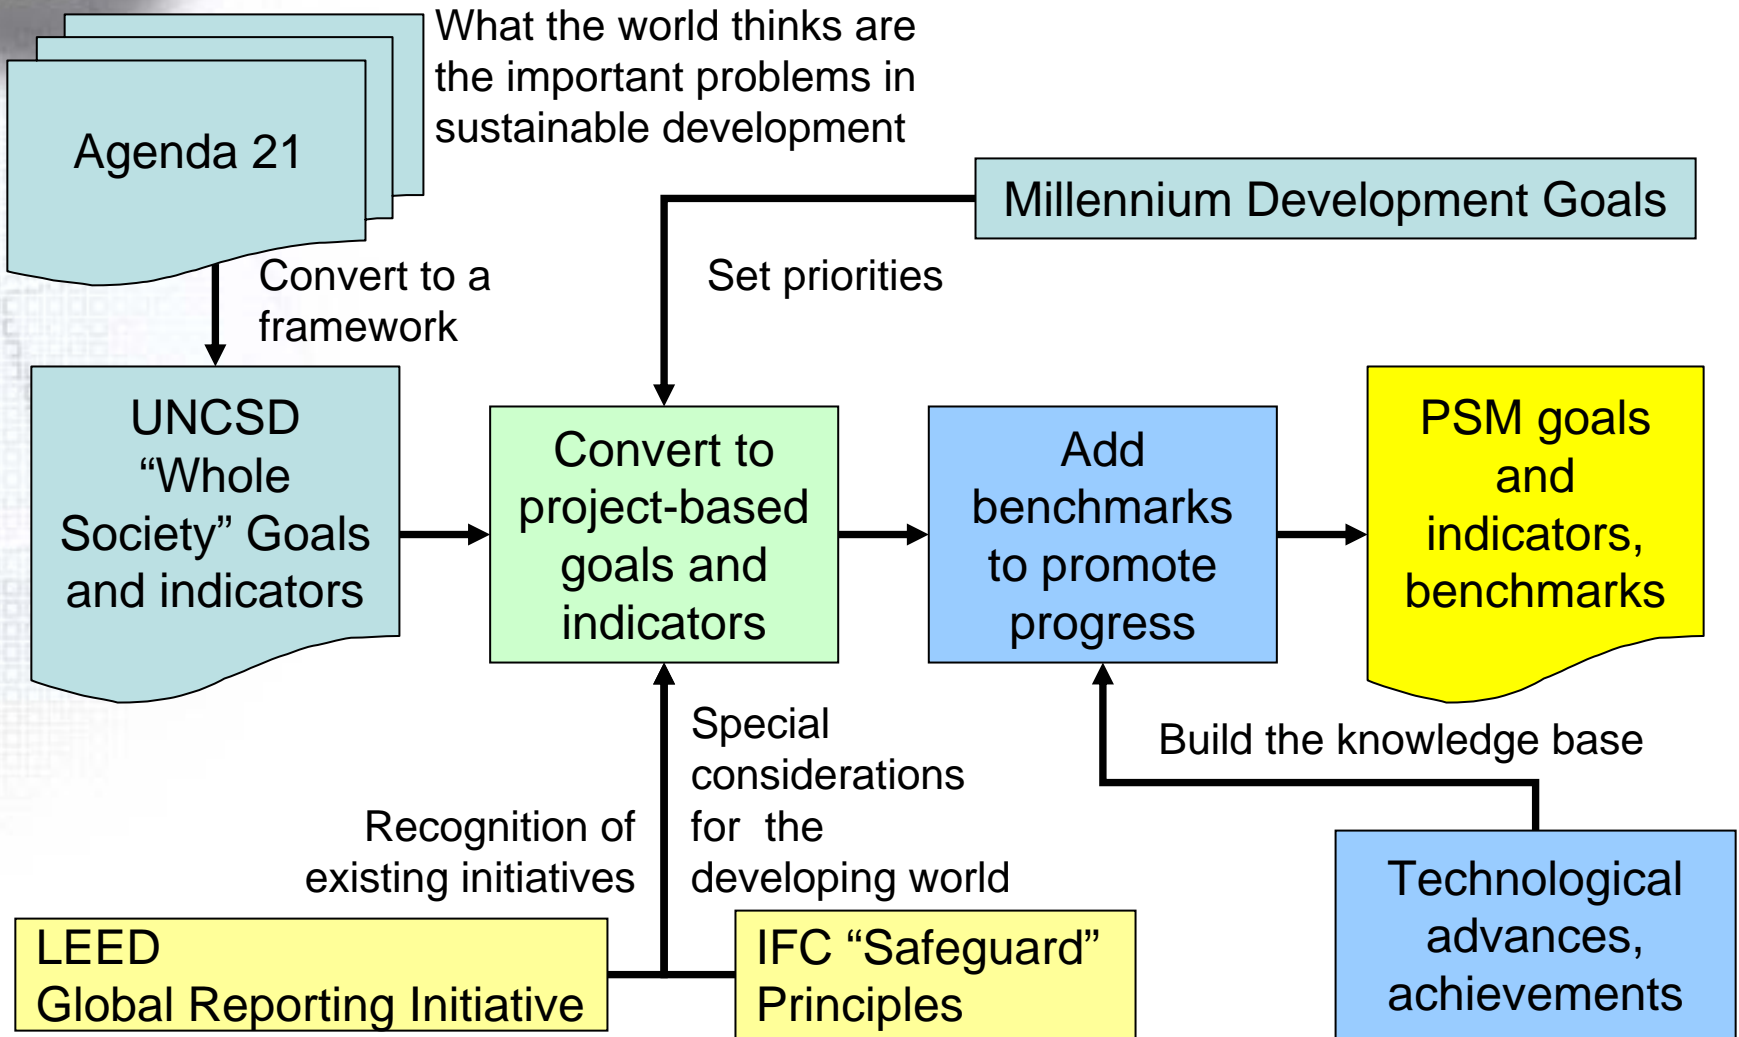 What the world thinks are
the important problems in
sustainable development
Agenda 21
Millennium Development Goals
Convert to a
framework
Set priorities
UNCSD
“Whole
Society” Goals
and indicators
Convert to
project-based
goals and
indicators
Add
benchmarks
to promote
progress
PSM goals
and
indicators,
benchmarks
Recognition of
existing initiatives
Special
considerations
for the
developing world
Build the knowledge base
LEED
Global Reporting Initiative
IFC “Safeguard”
Principles
Technological
advances,
achievements